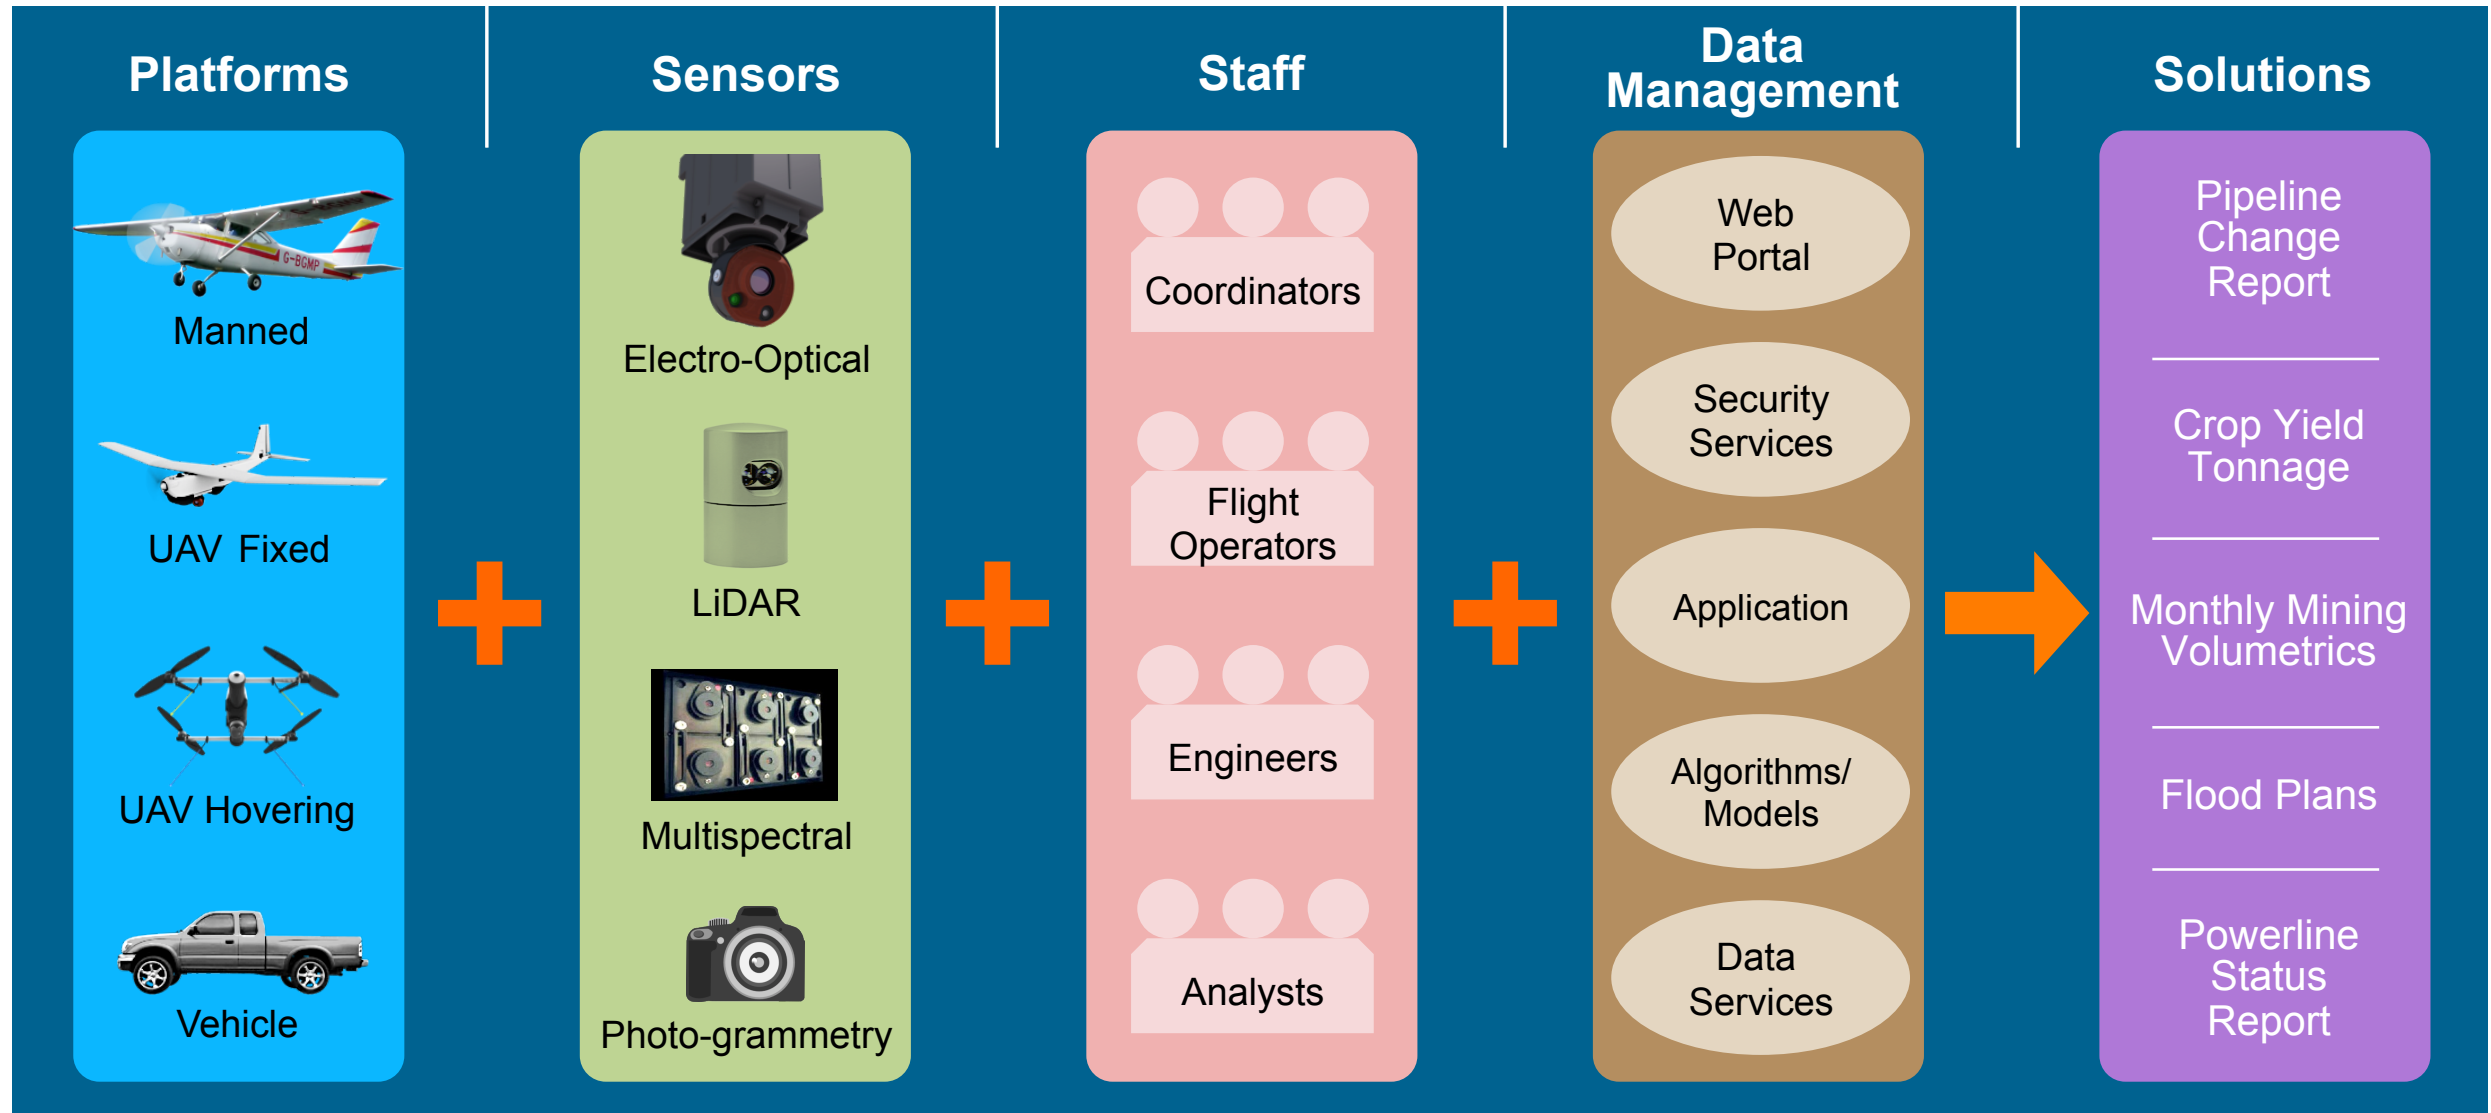 Platforms
Sensors
Staff
Data
Management
Solutions
G-BGMP
Manned
UAV Fixed
UAV Hovering
Vehicle
Electro-Optical
LiDAR
Multispectral
Photo-grammetry
Coordinators
Flight
Operators
Engineers
Analysts
Web
Portal
Security
Services
Application
Algorithms/
Models
Data
Services
Pipeline
Change
Report
Crop Yield
Tonnage
Monthly Mining
Volumetrics
Flood Plans
Powerline
Status
Report